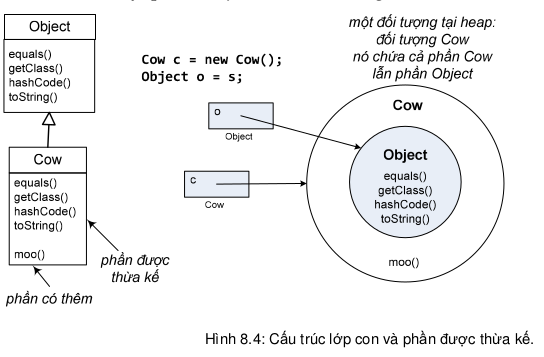 Object
equals()
getClass()
hashCode()
toString()
Cow
equals()
getClass()
hashCode()
toString()
moo()
phần được
thừa kế
phần có thêm
Cow c = new Cow();
Object o = s;
o
Object
c
Cow
một đối tượng tại heap:
đối tượng Cow
nó chứa cả phần Cow
lẫn phần Object
Cow
Object
equals()
getClass()
hashCode()
toString()
moo()
Hình 8.4: Cấu trúc lớp con và phần được thừa kế.